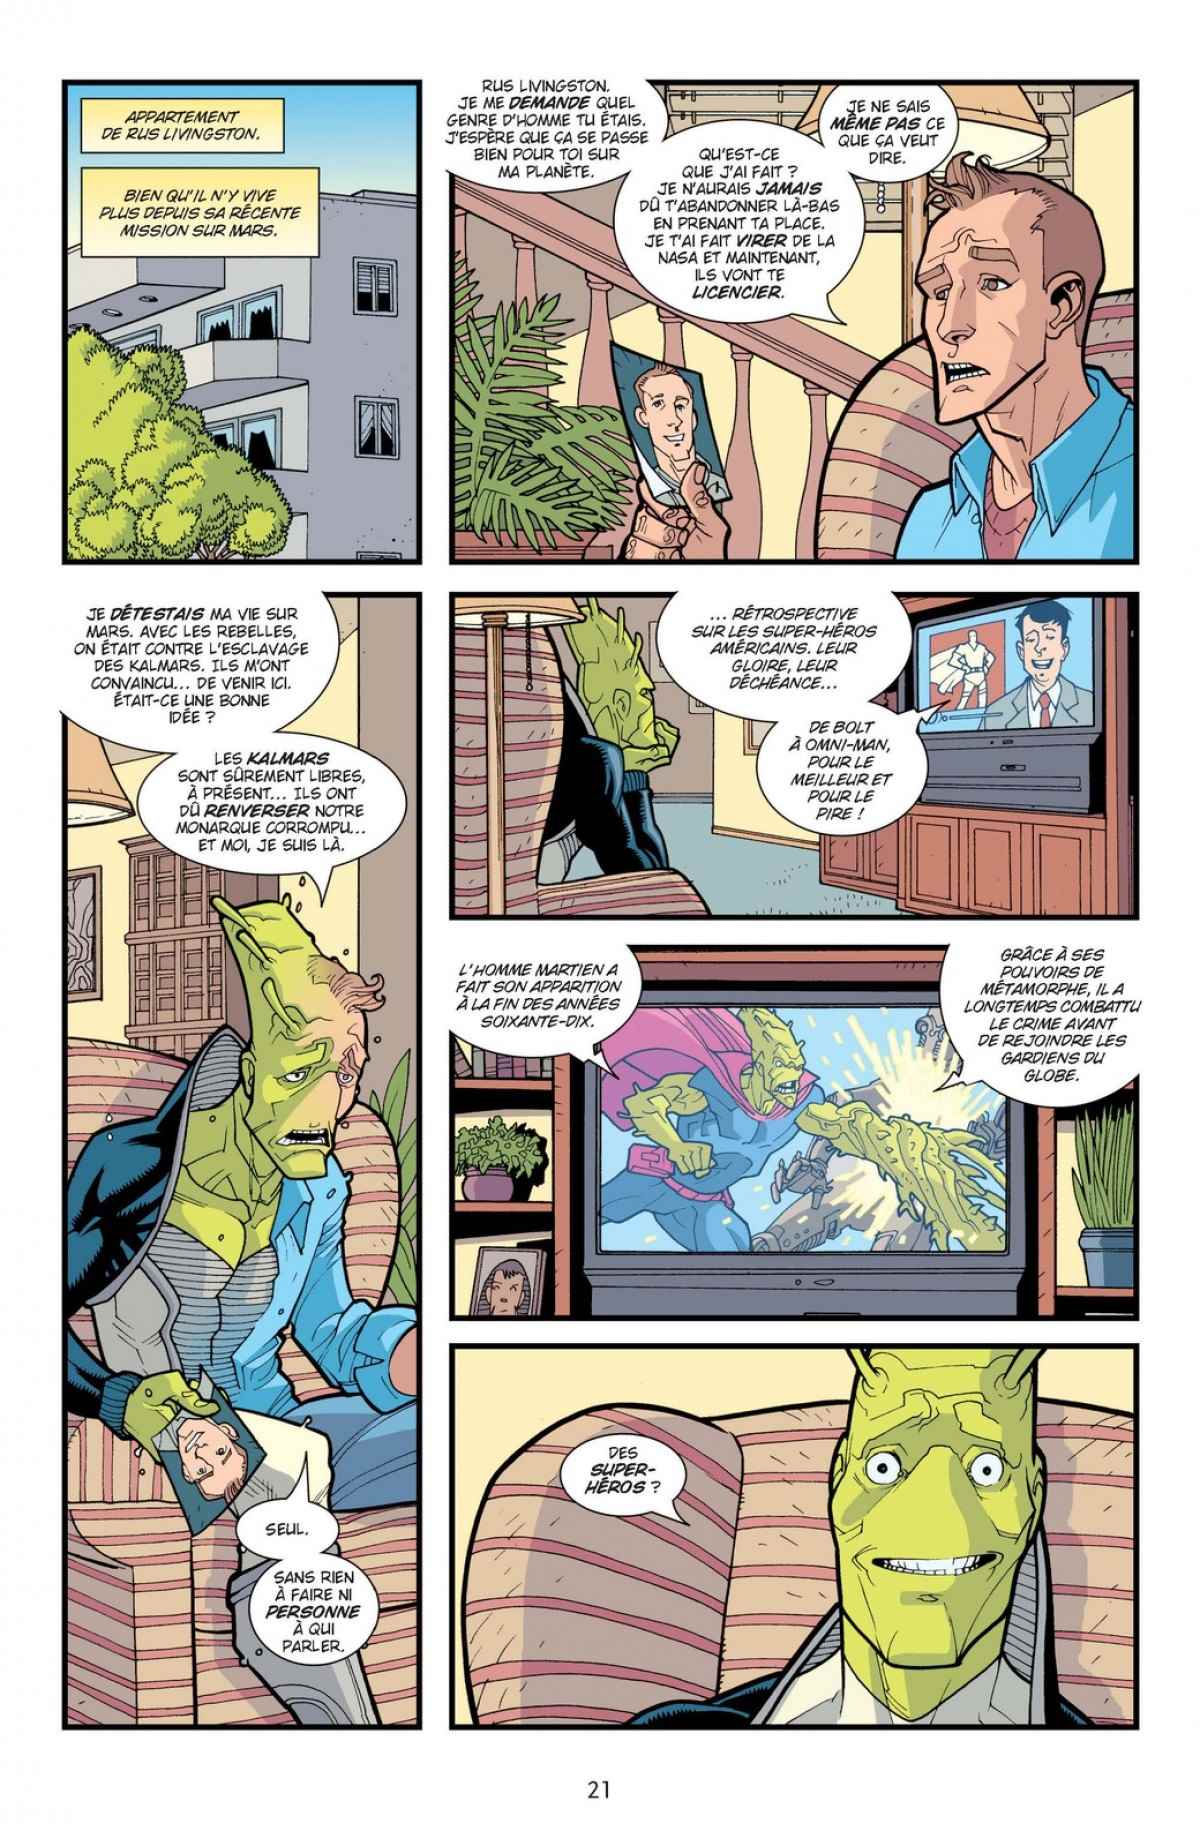 APPARTEMENT
DE RUS LIVINGSTON.
BIEN QU'IL N'Y VIVE
PLUS DEPUIS SA RÉCENTE
MISSION SUR MARS.
RUS LIVINGSTON.
JE ME DEMANDE QUEL
GENRE D'HOMME TU ÉTAIS.
J'ESPÈRE QUE ÇA SE PASSE
BIEN POUR TOI SUR
MA PLANÈTE.
QU'EST-CE
QUE J'AI FAIT ?
JE N'AURAIS JAMAIS
DÛ T'ABANDONNER LÀ-BAS
EN PRENANT TA PLACE.
JE T'AI FAIT VIRER DE LA
NASA ET MAINTENANT,
ILS VONT TE
LICENCIER.
JE NE SAIS
MÊME PAS CE
QUE ÇA VEUT
DIRE.
JE DÉTESTAIS MA VIE SUR
MARS. AVEC LES REBELLES,
ON ÉTAIT CONTRE L'ESCLAVAGE
DES KALMARS. ILS M'ONT
CONVAINCU... DE VENIR ICI.
ÉTAIT-CE UNE BONNE
IDÉE ?
LES KALMARS
SONT SÛREMENT LIBRES,
À PRÉSENT... ILS ONT
DÛ RENVERSER NOTRE
MONARQUE CORROMPU...
ET MOI, JE SUIS LÀ.
SEUL.
SANS RIEN
À FAIRE NI
PERSONNE
À QUI
PARLER.
... RÉTROSPECTIVE
SUR LES SUPER-HÉROS
AMÉRICAINS. LEUR
GLOIRE, LEUR
DÉCHÉANCE...
DE BOLT
À OMNI-MAN,
POUR LE
MEILLEUR ET
POUR LE
PIRE !
L'HOMME MARTIEN A
FAIT SON APPARITION
À LA FIN DES ANNÉES
SOIXANTE-DIX.
GRÂCE À SES
POUVOIRS DE
MÉTAMORPHE, IL A
LONGTEMPS COMBATTU
LE CRIME AVANT
DE REJOINDRE LES
GARDIENS DU
GLOBE.
DES
SUPER-
HÉROS ?
21